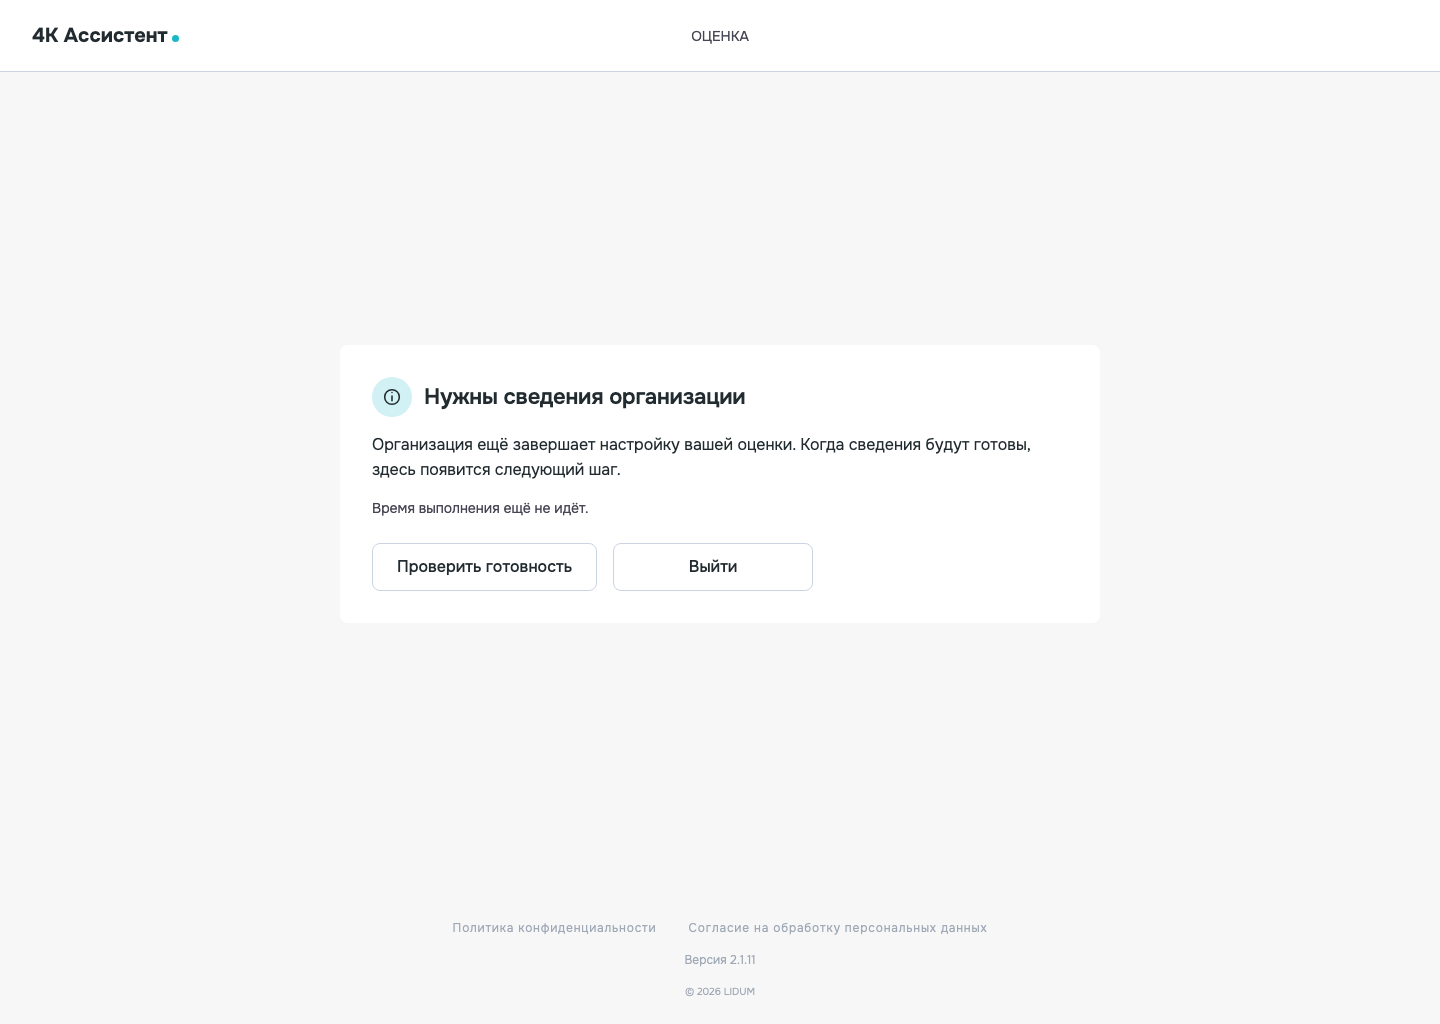 4К Ассистент
ОЦЕНКА
Нужны сведения организации
Организация ещё завершает настройку вашей оценки. Когда сведения будут готовы,
здесь появится следующий шаг.
Время выполнения ещё не идёт.
Проверить готовность
Выйти
Политика конфиденциальности
Согласие на обработку персональных данных
Версия 2.1.11
© 2026 LIDUM